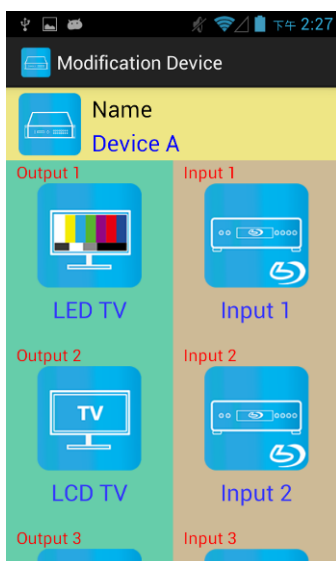 下午 2:27
Modification Device
Name
Device A
Output 1
Input 1
TV
LED TV
Input 1
Output 2
Input 2
LCD TV
Input 2
Output 3
Input 3